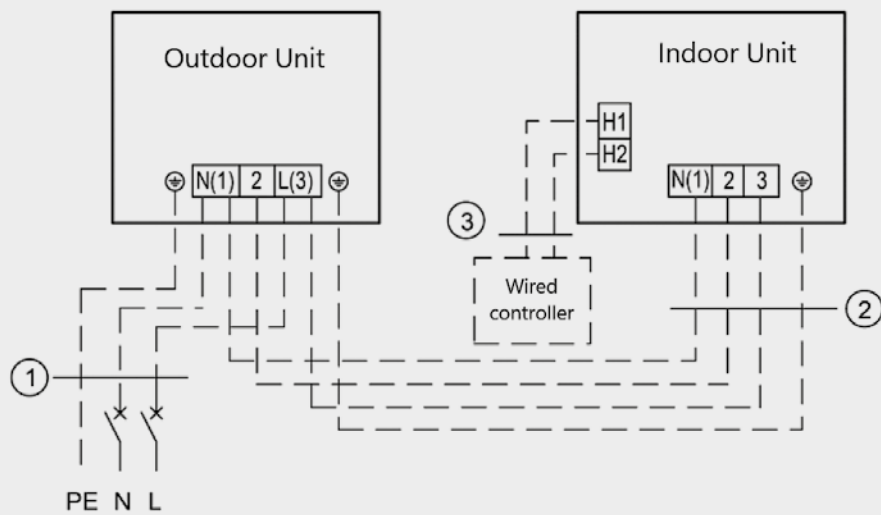 Outdoor Unit
Indoor Unit
H1
H2
N(1) 2 L(3)
N(1) 2 3
3
Wired
controller
2
1
PE N L